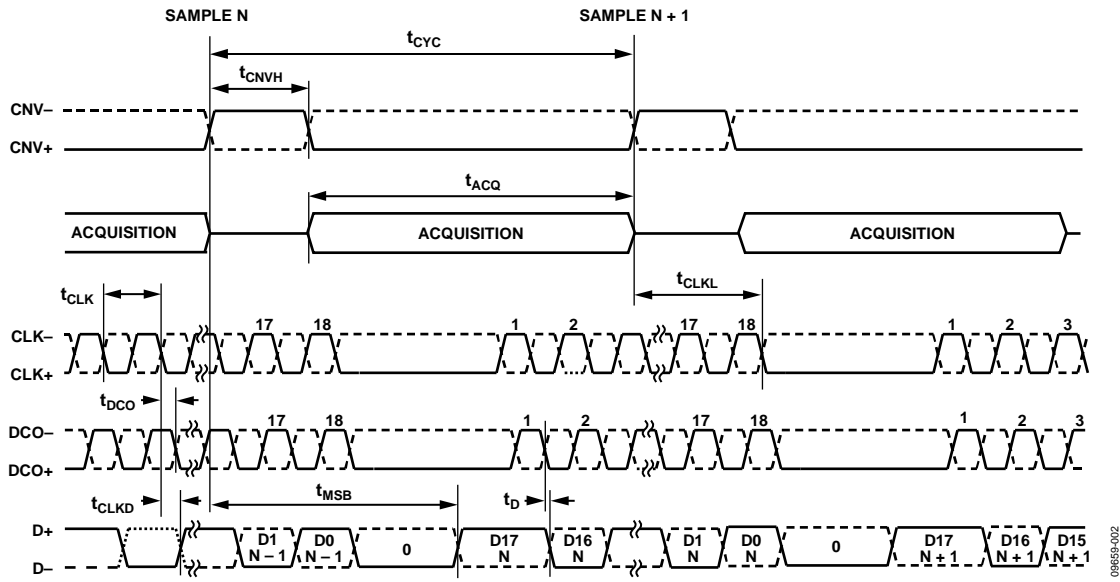 SAMPLE N SAMPLE N + 1
tCYC
tCNVH
CNV–
CNV+
tACQ
ACQUISITION ACQUISITION ACQUISITION
tCLK tCLKL
17 18 1 2 17 18 1 2 3
CLK–
CLK+
tDCO
17 18 1 2 17 18 1 2 3
DCO–
DCO+
tCLKD tMSB tD
D+
D–
D1 N – 1
D0 N – 1
0
D17 N
D16 N
D1 N
D0 N
0
D17 N + 1
D16 N + 1
D15 N + 1
09959-002